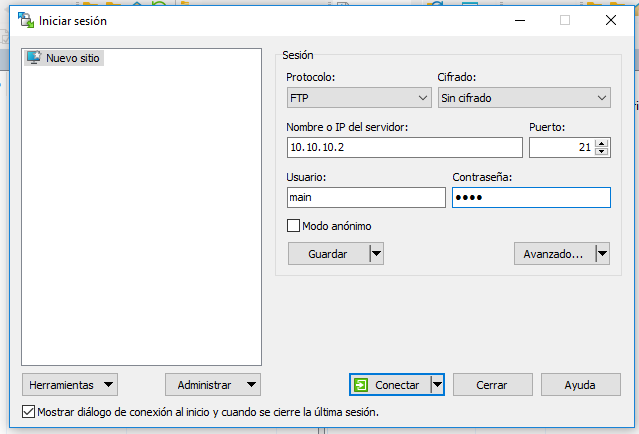 Iniciar sesión
Nuevo sitio
Sesión
Protocolo: Cifrado:
FTP Sin cifrado
Nombre o IP del servidor: Puerto:
10.10.10.2 21
Usuario: Contraseña:
main ●●●●
Modo anónimo
Guardar Avanzado...
Herramientas Administrar Conectar Cerrar Ayuda
Mostrar diálogo de conexión al inicio y cuando se cierre la última sesión.